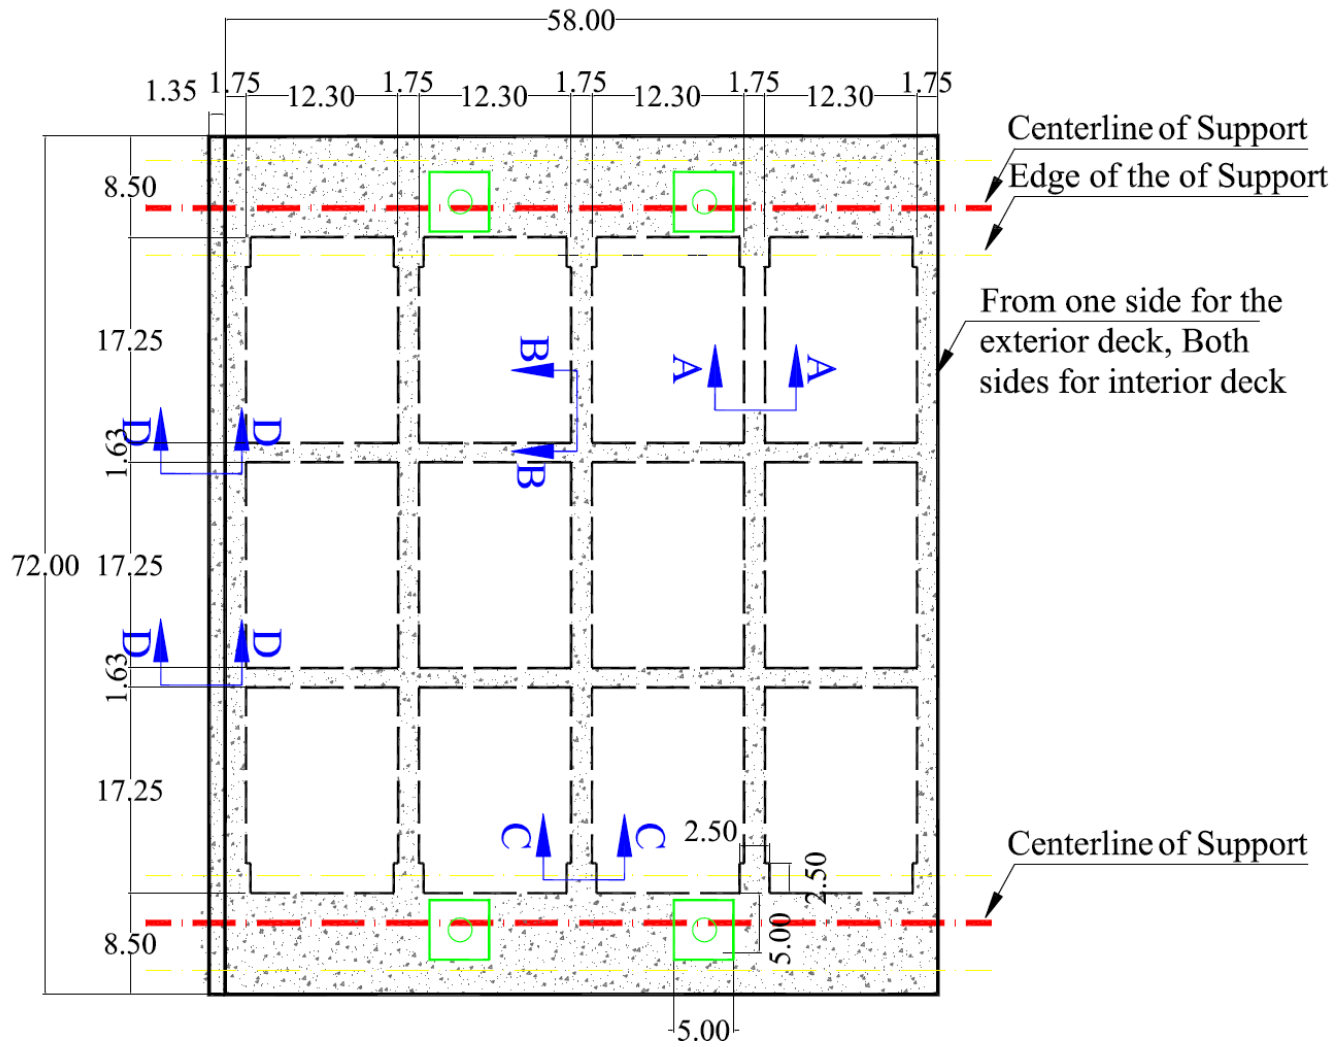 58.00
1.35
1.75
12.30
1.75
12.30
1.75
12.30
1.75
12.30
1.75
Centerline of Support
Edge of the of Support
8.50
From one side for the
exterior deck, Both
sides for interior deck
17.25
B
B
A
A
D
D
1.63
72.00
17.25
D
D
1.63
17.25
C
C
2.50
2.50
Centerline of Support
8.50
5.00
5.00